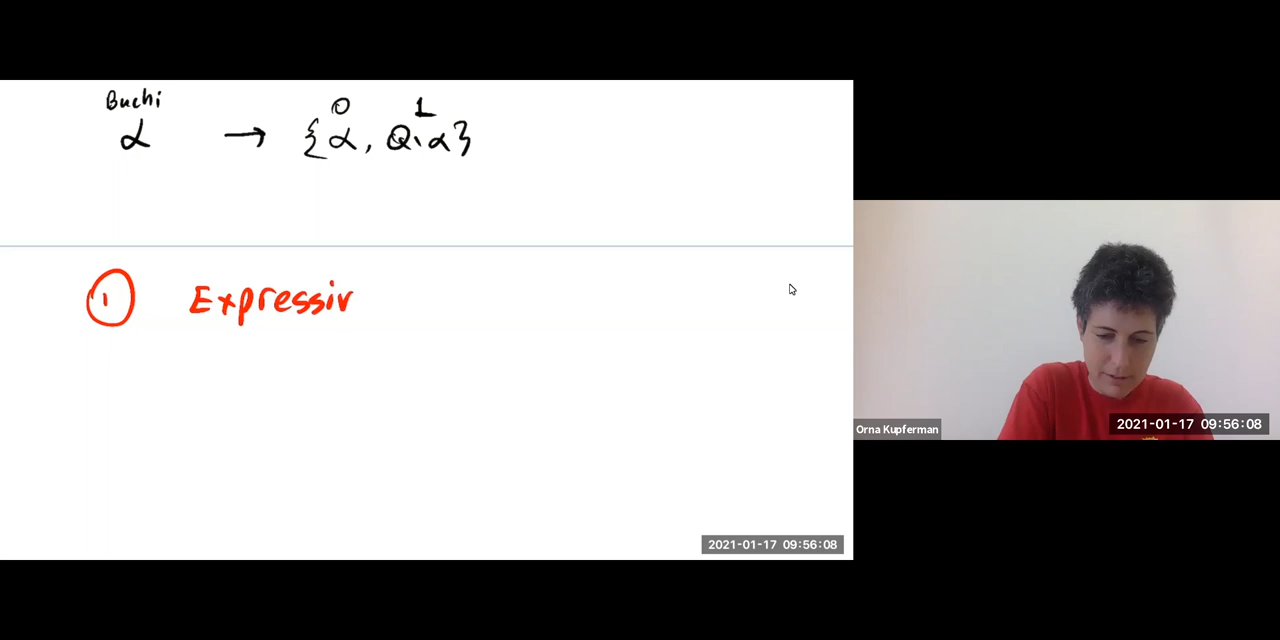 Buchi
0 1
α → {α, Q\α}
① Expressiv
Orna Kupferman
2021-01-17 09:56:08
2021-01-17 09:56:08